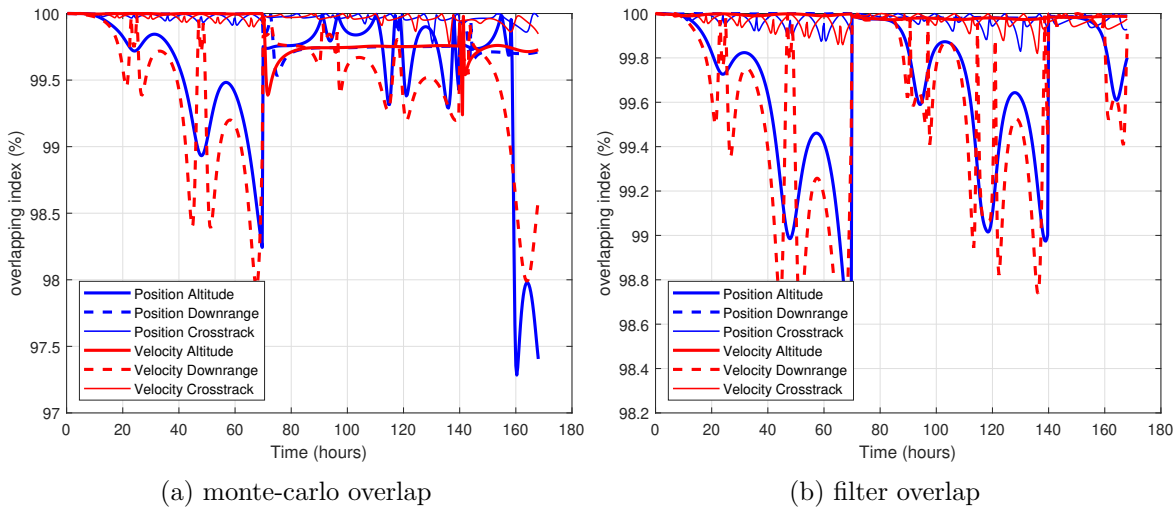 100
99.5
99
98.5
98
97.5
97
overlapping index (%)
0 20 40 60 80 100 120 140 160 180
Time (hours)
Position Altitude
Position Downrange
Position Crosstrack
Velocity Altitude
Velocity Downrange
Velocity Crosstrack
(a) monte-carlo overlap
100
99.8
99.6
99.4
99.2
99
98.8
98.6
98.4
98.2
overlapping index (%)
0 20 40 60 80 100 120 140 160 180
Time (hours)
Position Altitude
Position Downrange
Position Crosstrack
Velocity Altitude
Velocity Downrange
Velocity Crosstrack
(b) filter overlap